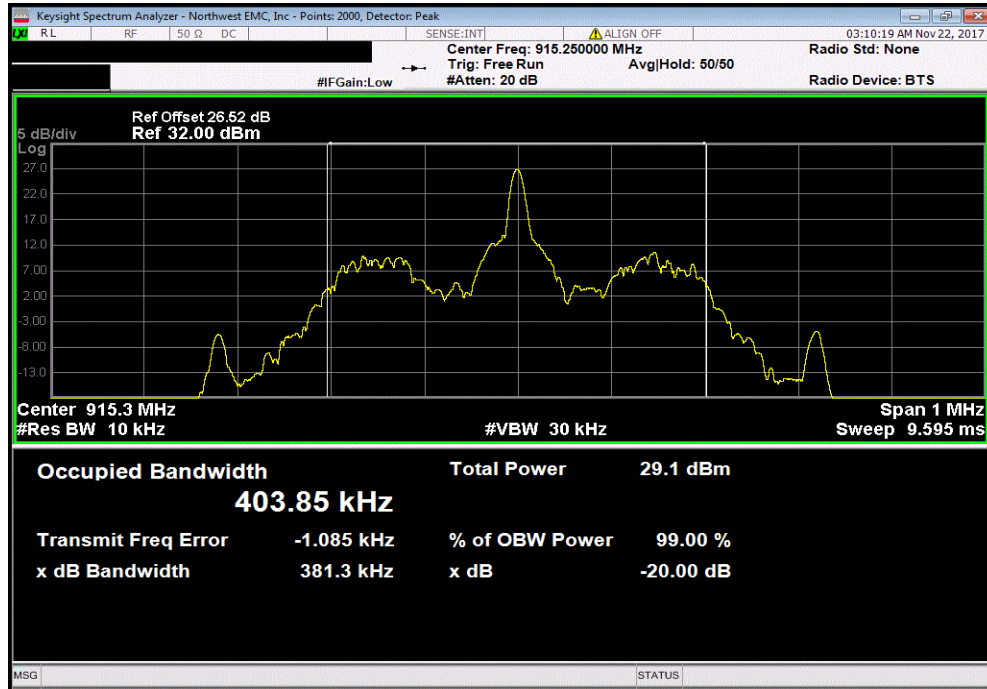 Keysight Spectrum Analyzer - Northwest EMC, Inc - Points: 2000, Detector: Peak
LXI RL RF 50 Ω DC SENSE:INT ALIGN OFF 03:10:19 AM Nov 22, 2017
Center Freq: 915.250000 MHz Radio Std: None
Trig: Free Run Avg|Hold: 50/50
#IFGain:Low #Atten: 20 dB Radio Device: BTS
Ref Offset 26.52 dB
5 dB/div Ref 32.00 dBm
Log
27.0
22.0
17.0
12.0
7.00
2.00
-3.00
-8.00
-13.0
Center 915.3 MHz Span 1 MHz
#Res BW 10 kHz #VBW 30 kHz Sweep 9.595 ms
Occupied Bandwidth Total Power 29.1 dBm
403.85 kHz
Transmit Freq Error -1.085 kHz % of OBW Power 99.00 %
x dB Bandwidth 381.3 kHz x dB -20.00 dB
MSG STATUS